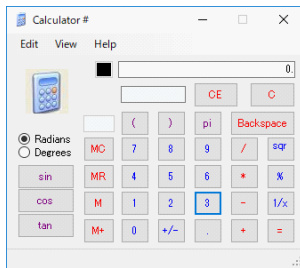 Calculator #
Edit View Help
0.
CE C
( ) pi Backspace
Radians
Degrees
MC 7 8 9 / sqr
sin MR 4 5 6 * %
cos M 1 2 3 - 1/x
tan M+ 0 +/- . + =